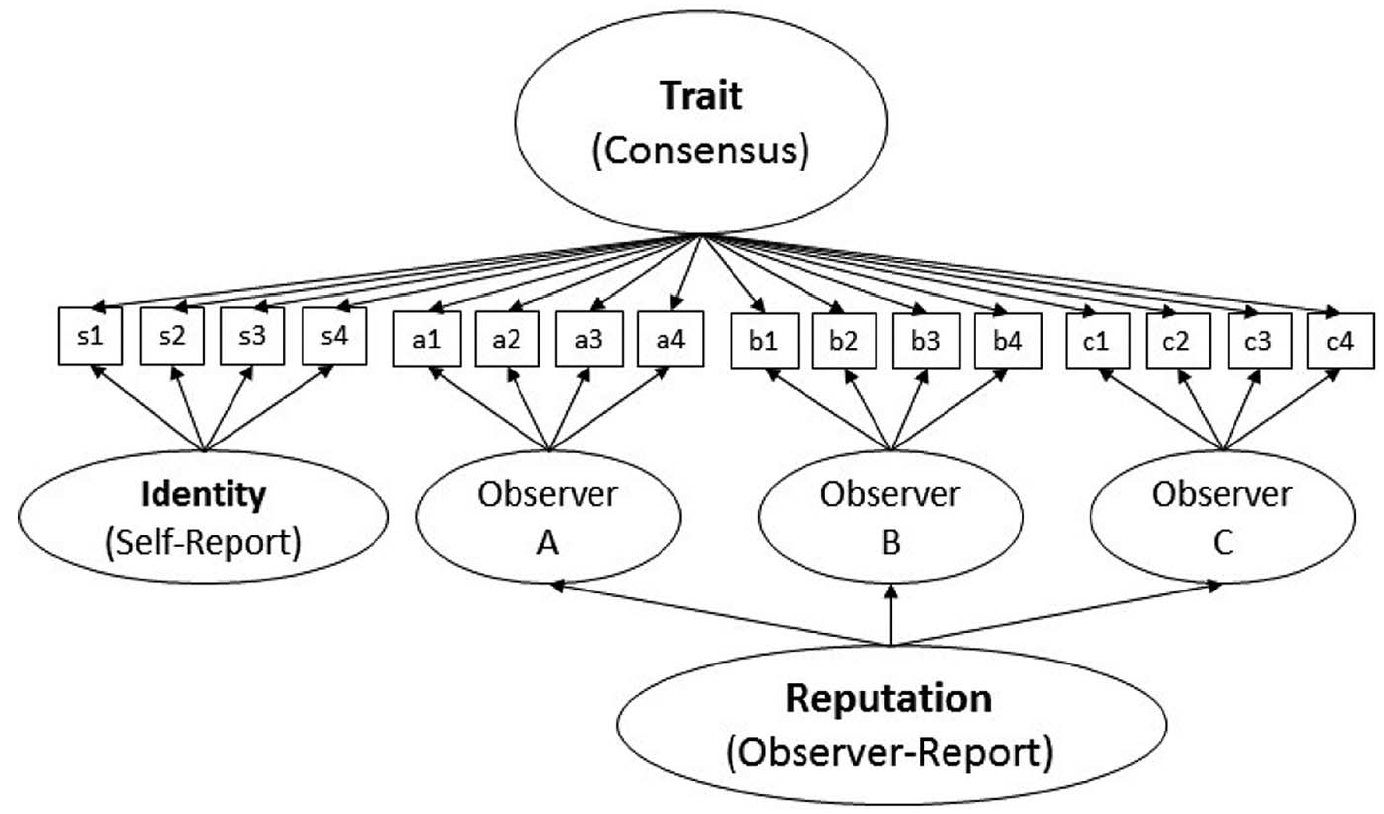 Trait
(Consensus)
s1 s2 s3 s4 a1 a2 a3 a4 b1 b2 b3 b4 c1 c2 c3 c4
Identity
(Self-Report)
Observer
A
Observer
B
Observer
C
Reputation
(Observer-Report)